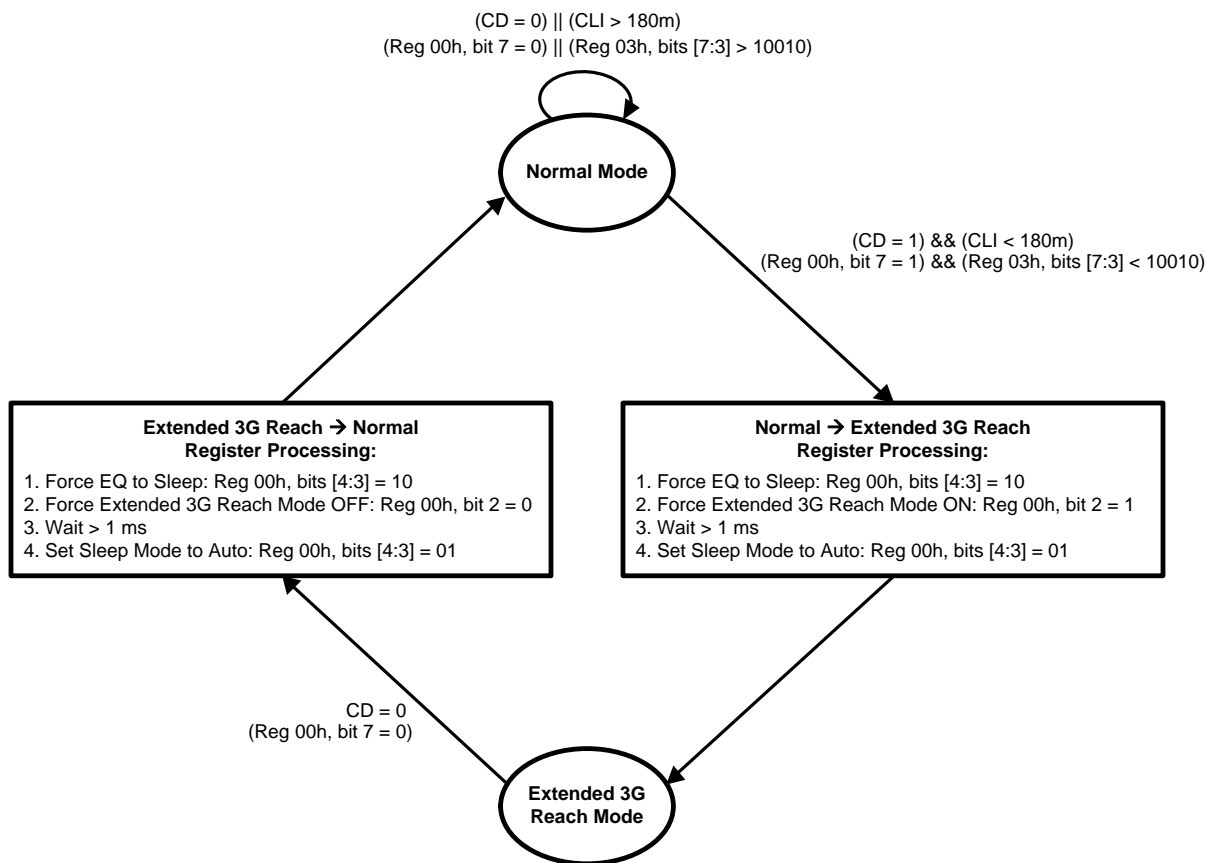 (CD = 0) || (CLI > 180m)
(Reg 00h, bit 7 = 0) || (Reg 03h, bits [7:3] > 10010)
Normal Mode
(CD = 1) && (CLI < 180m)
(Reg 00h, bit 7 = 1) && (Reg 03h, bits [7:3] < 10010)
Extended 3G Reach → Normal
Register Processing:
1. Force EQ to Sleep: Reg 00h, bits [4:3] = 10
2. Force Extended 3G Reach Mode OFF: Reg 00h, bit 2 = 0
3. Wait > 1 ms
4. Set Sleep Mode to Auto: Reg 00h, bits [4:3] = 01
Normal → Extended 3G Reach
Register Processing:
1. Force EQ to Sleep: Reg 00h, bits [4:3] = 10
2. Force Extended 3G Reach Mode ON: Reg 00h, bit 2 = 1
3. Wait > 1 ms
4. Set Sleep Mode to Auto: Reg 00h, bits [4:3] = 01
CD = 0
(Reg 00h, bit 7 = 0)
Extended 3G
Reach Mode